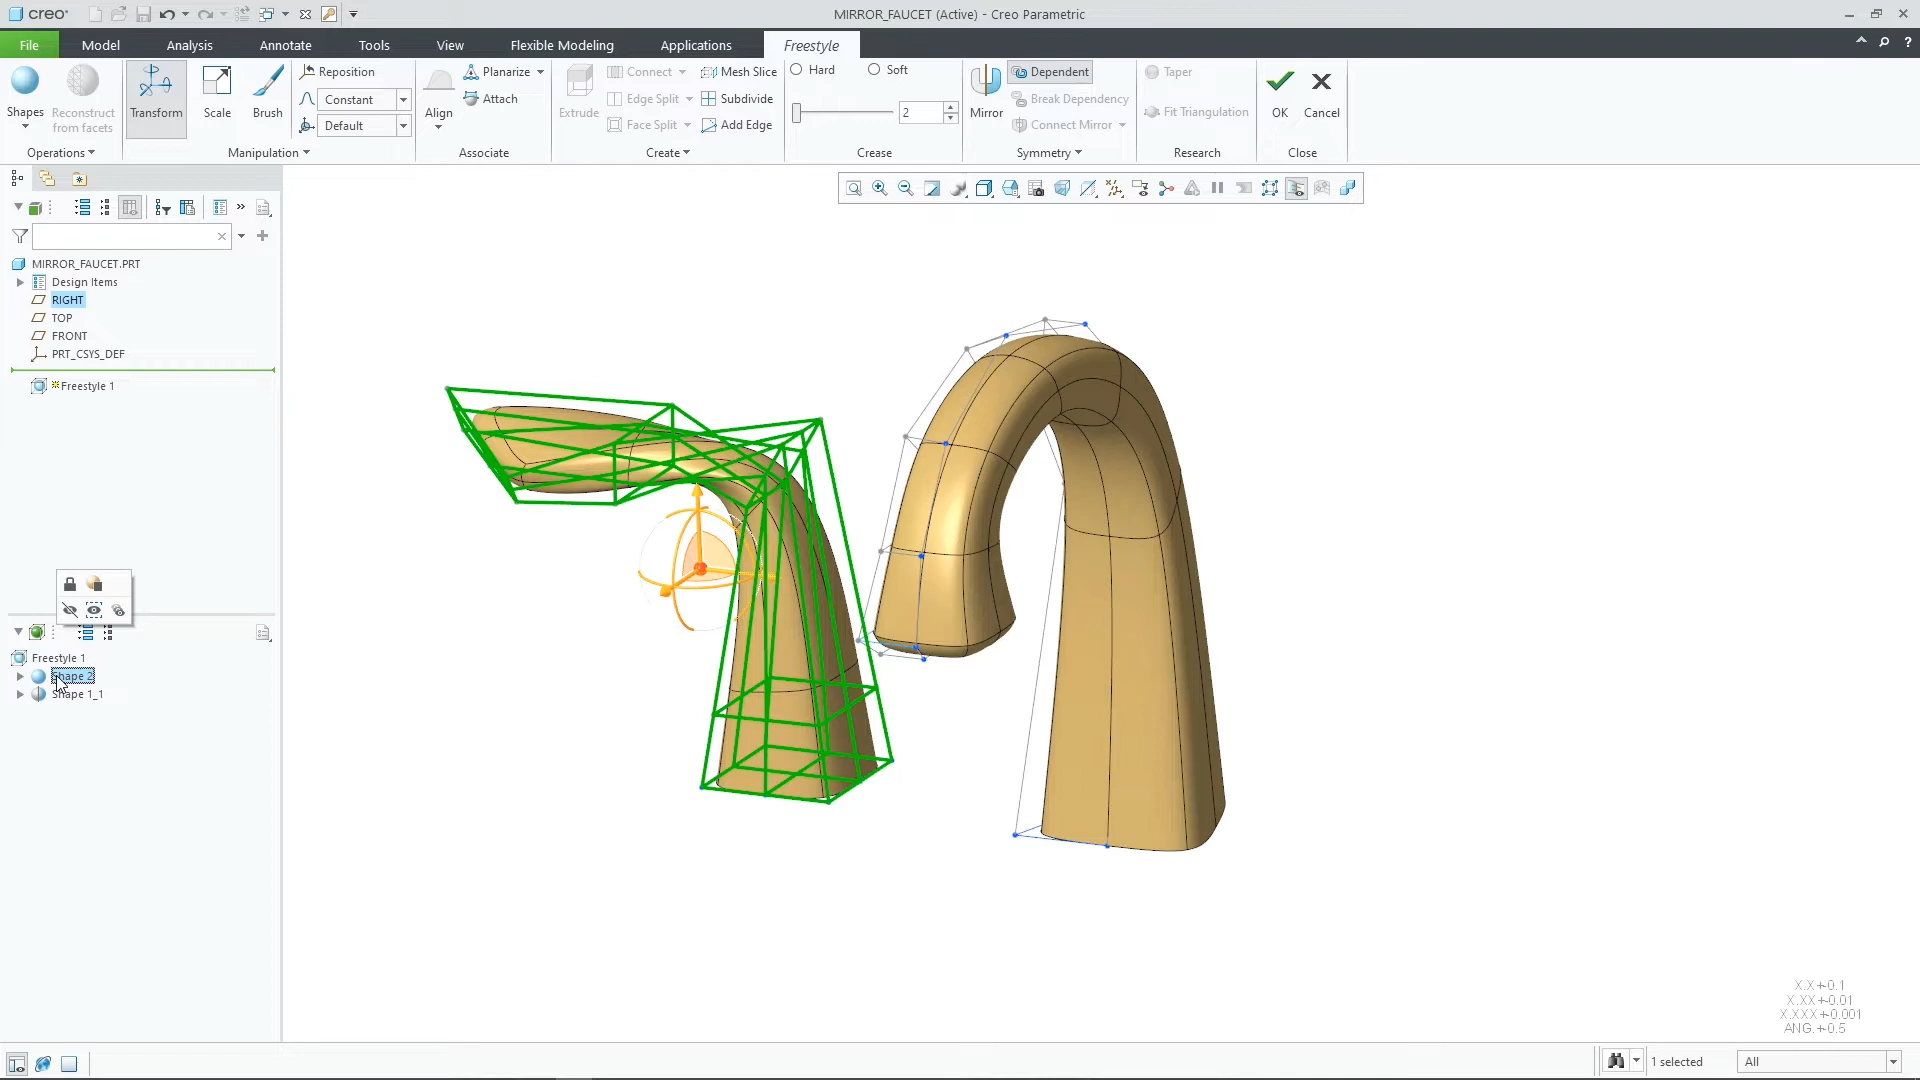 creo
MIRROR_FAUCET (Active) - Creo Parametric
File
Model
Analysis
Annotate
Tools
View
Flexible Modeling
Applications
Freestyle
Shapes
Reconstruct
from facets
Operations
Transform
Scale
Brush
Reposition
Constant
Default
Manipulation
Align
Planarize
Attach
Associate
Extrude
Connect
Mesh Slice
Edge Split
Subdivide
Face Split
Add Edge
Create
Hard
Soft
2
Crease
Mirror
Dependent
Break Dependency
Connect Mirror
Symmetry
Taper
Fit Triangulation
Research
OK
Cancel
Close
MIRROR_FAUCET.PRT
Design Items
RIGHT
TOP
FRONT
PRT_CSYS_DEF
Freestyle 1
Freestyle 1
Shape 2
Shape 1_1
X.X+-0.1
X.XX+-0.01
X.XXX+-0.001
ANG.+-0.5
1 selected
All